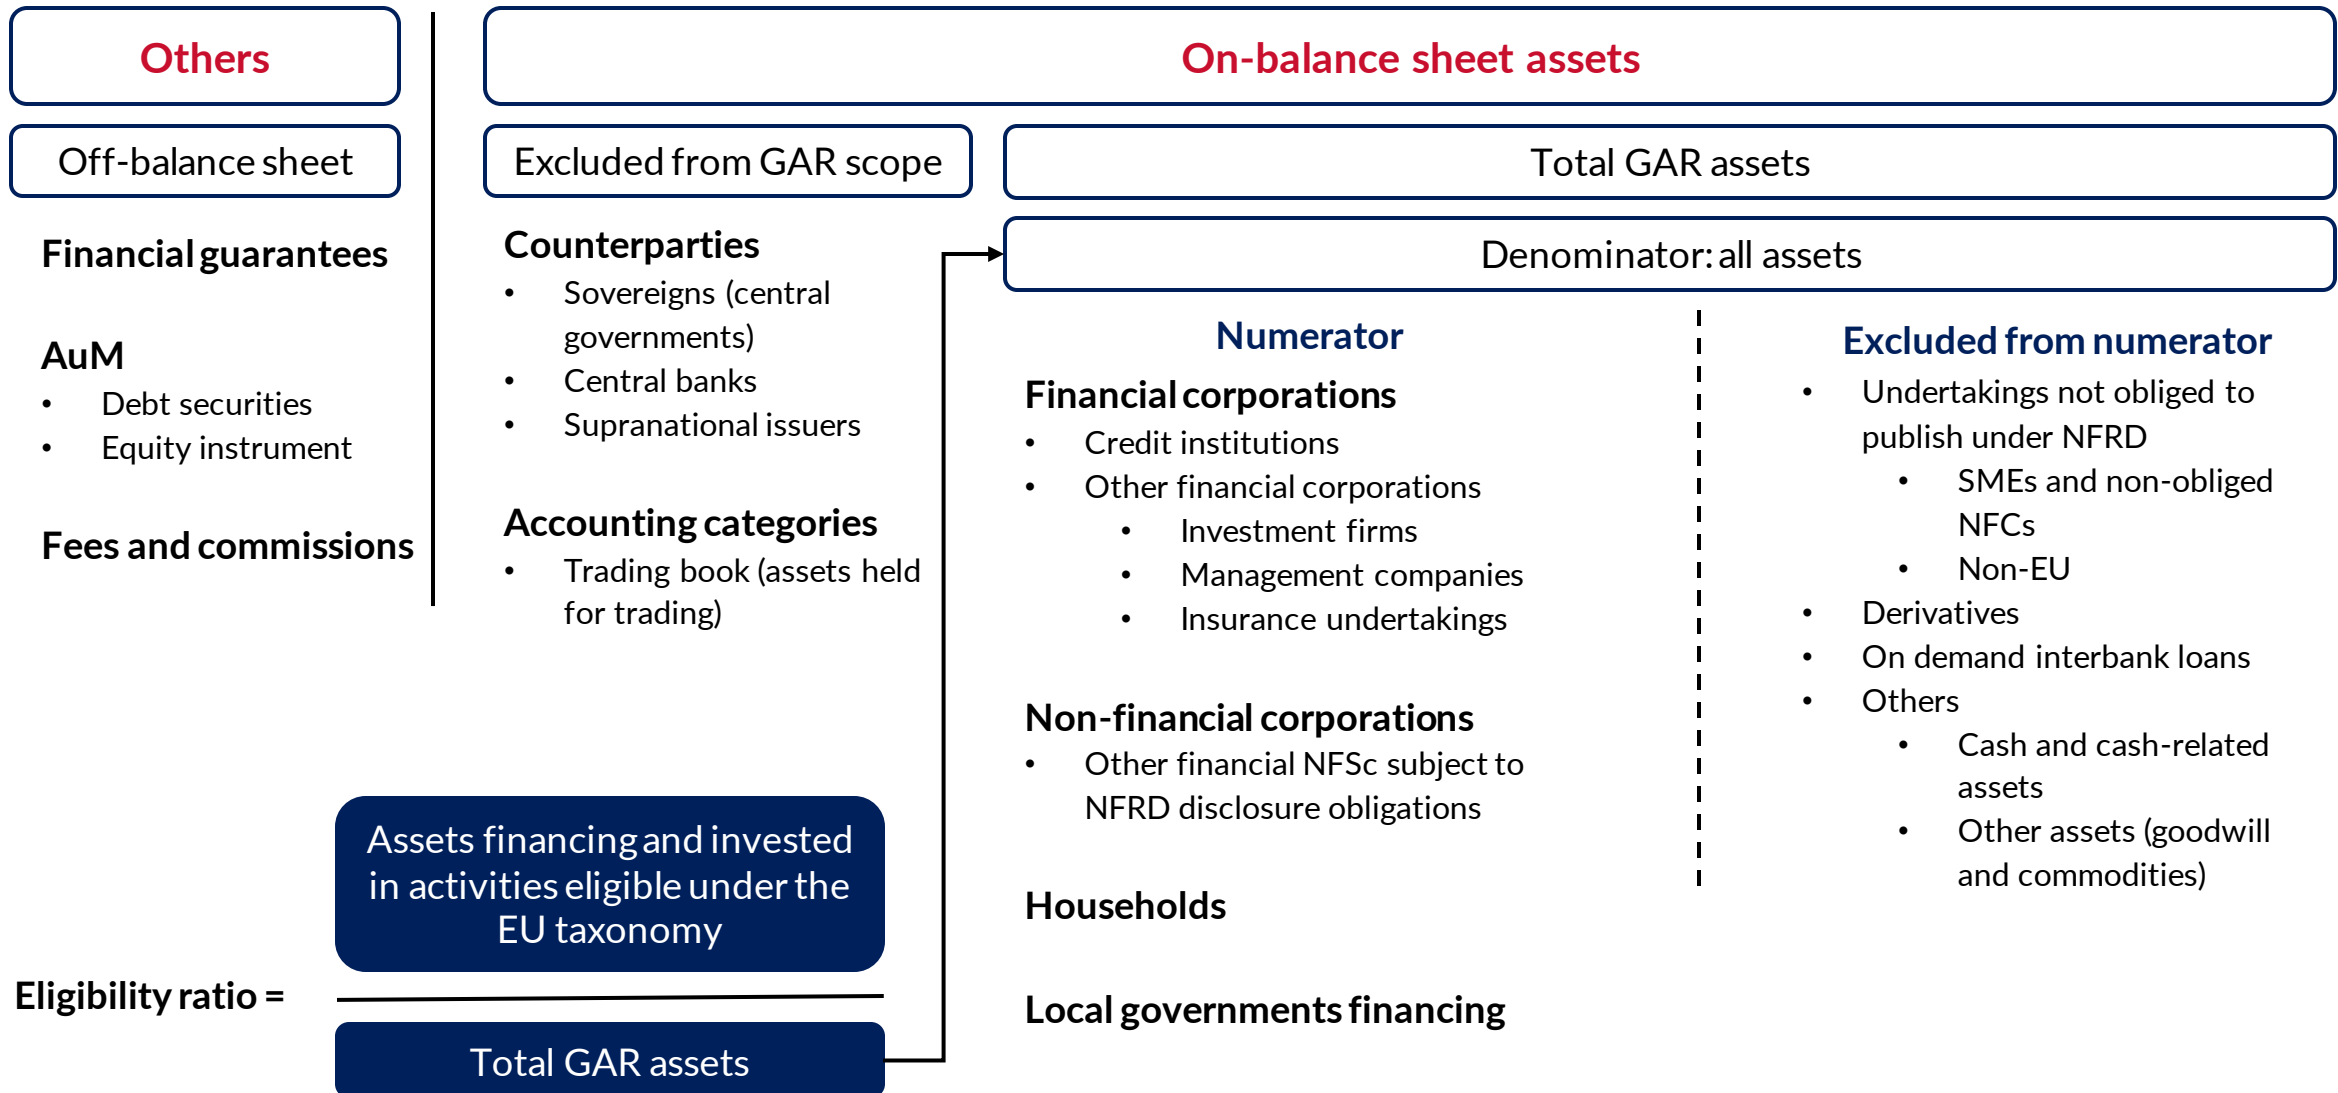 Others
Off-balance sheet
Financial guarantees
AuM
• Debt securities
• Equity instrument
Fees and commissions
On-balance sheet assets
Excluded from GAR scope
Counterparties
• Sovereigns (central
governments)
• Central banks
• Supranational issuers
Accounting categories
• Trading book (assets held
for trading)
Total GAR assets
Denominator: all assets
Numerator
Financial corporations
• Credit institutions
• Other financial corporations
• Investment firms
• Management companies
• Insurance undertakings
Non-financial corporations
• Other financial NFSc subject to
NFRD disclosure obligations
Households
Local governments financing
Excluded from numerator
• Undertakings not obliged to
publish under NFRD
• SMEs and non-obliged
NFCs
• Non-EU
• Derivatives
• On demand interbank loans
• Others
• Cash and cash-related
assets
• Other assets (goodwill
and commodities)
Eligibility ratio =
Assets financing and invested
in activities eligible under the
EU taxonomy
Total GAR assets